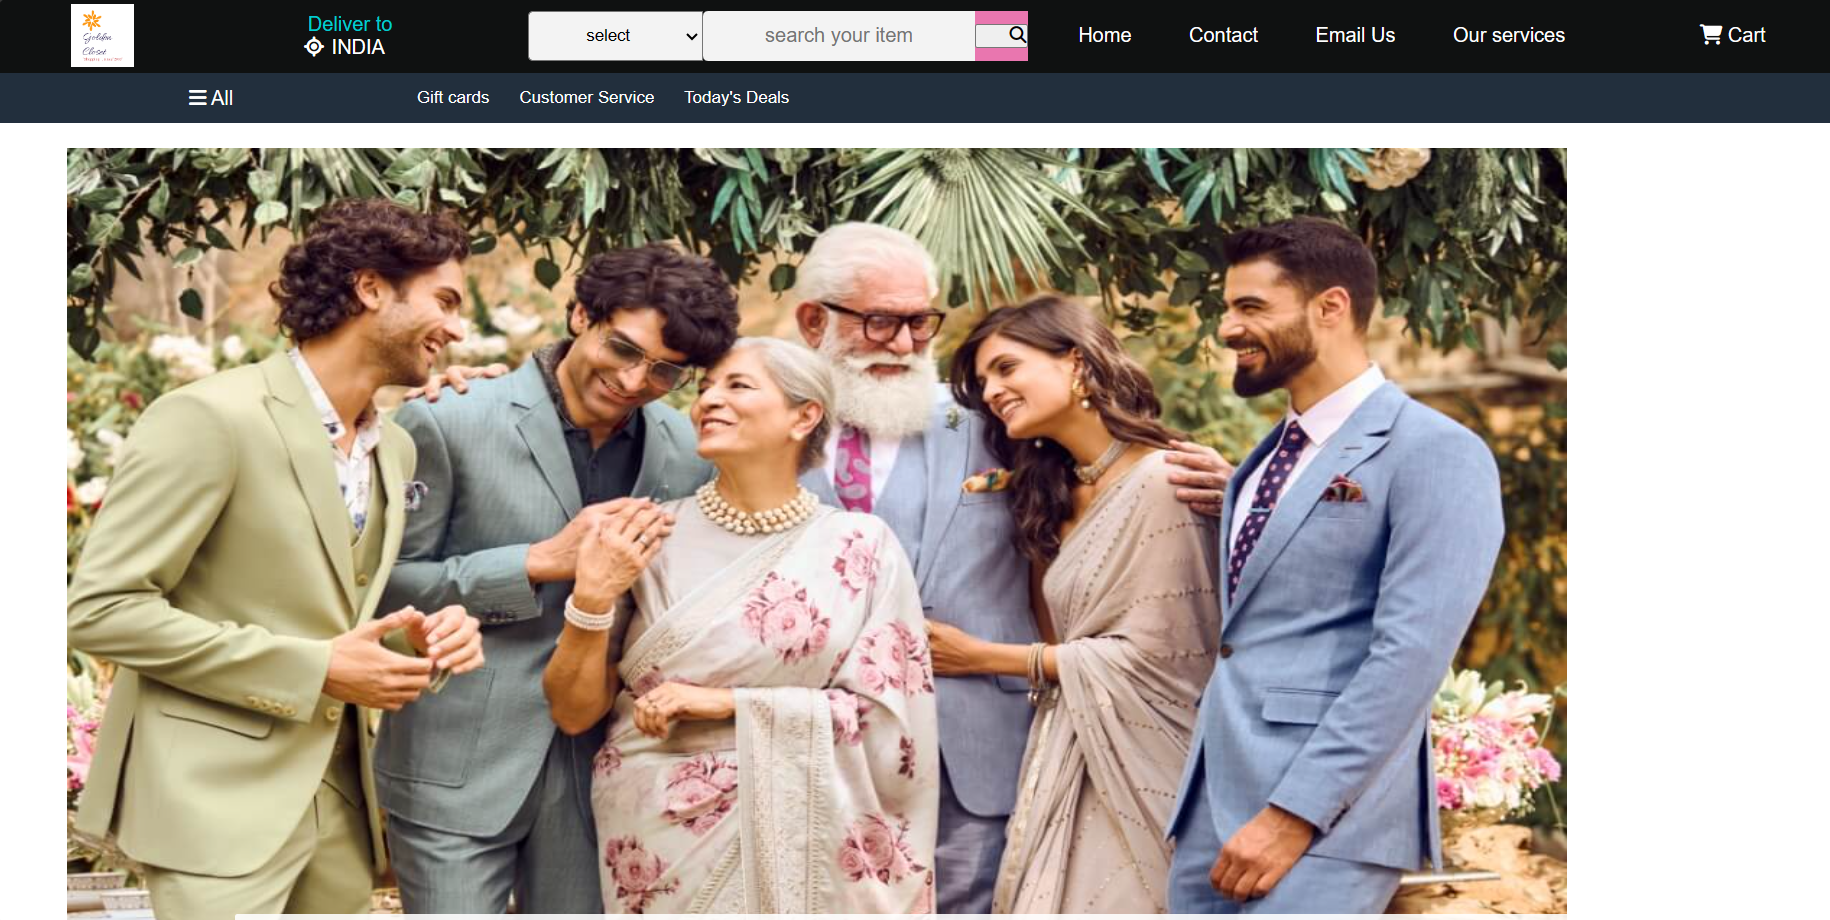 Golden
Closet
Deliver to
INDIA
select
search your item
Home
Contact
Email Us
Our services
Cart
All
Gift cards
Customer Service
Today's Deals